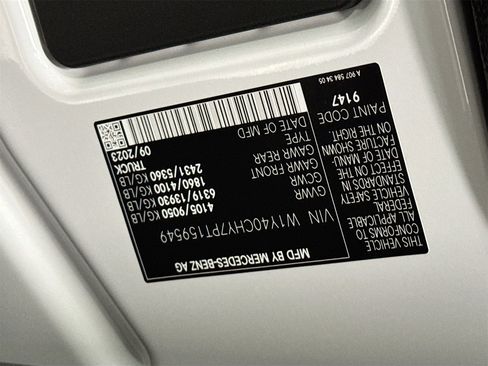 MFD BY MERCEDES-BENZ AG
VIN W1Y40CHY7PT159549
GVWR 4105/9050 KG/LB
GCWR 6319/13930 KG/LB
GAWR FRONT 1860/4100 KG/LB
GAWR REAR 2431/5360 KG/LB
TYPE TRUCK
DATE OF MFD 09/2023
THIS VEHICLE
CONFORMS TO
ALL APPLICABLE
FEDERAL
VEHICLE SAFETY
STANDARDS IN
EFFECT ON THE
DATE OF MANU-
FACTURE SHOWN
ON THE RIGHT.
PAINT CODE
9147
A 907 584 34 05